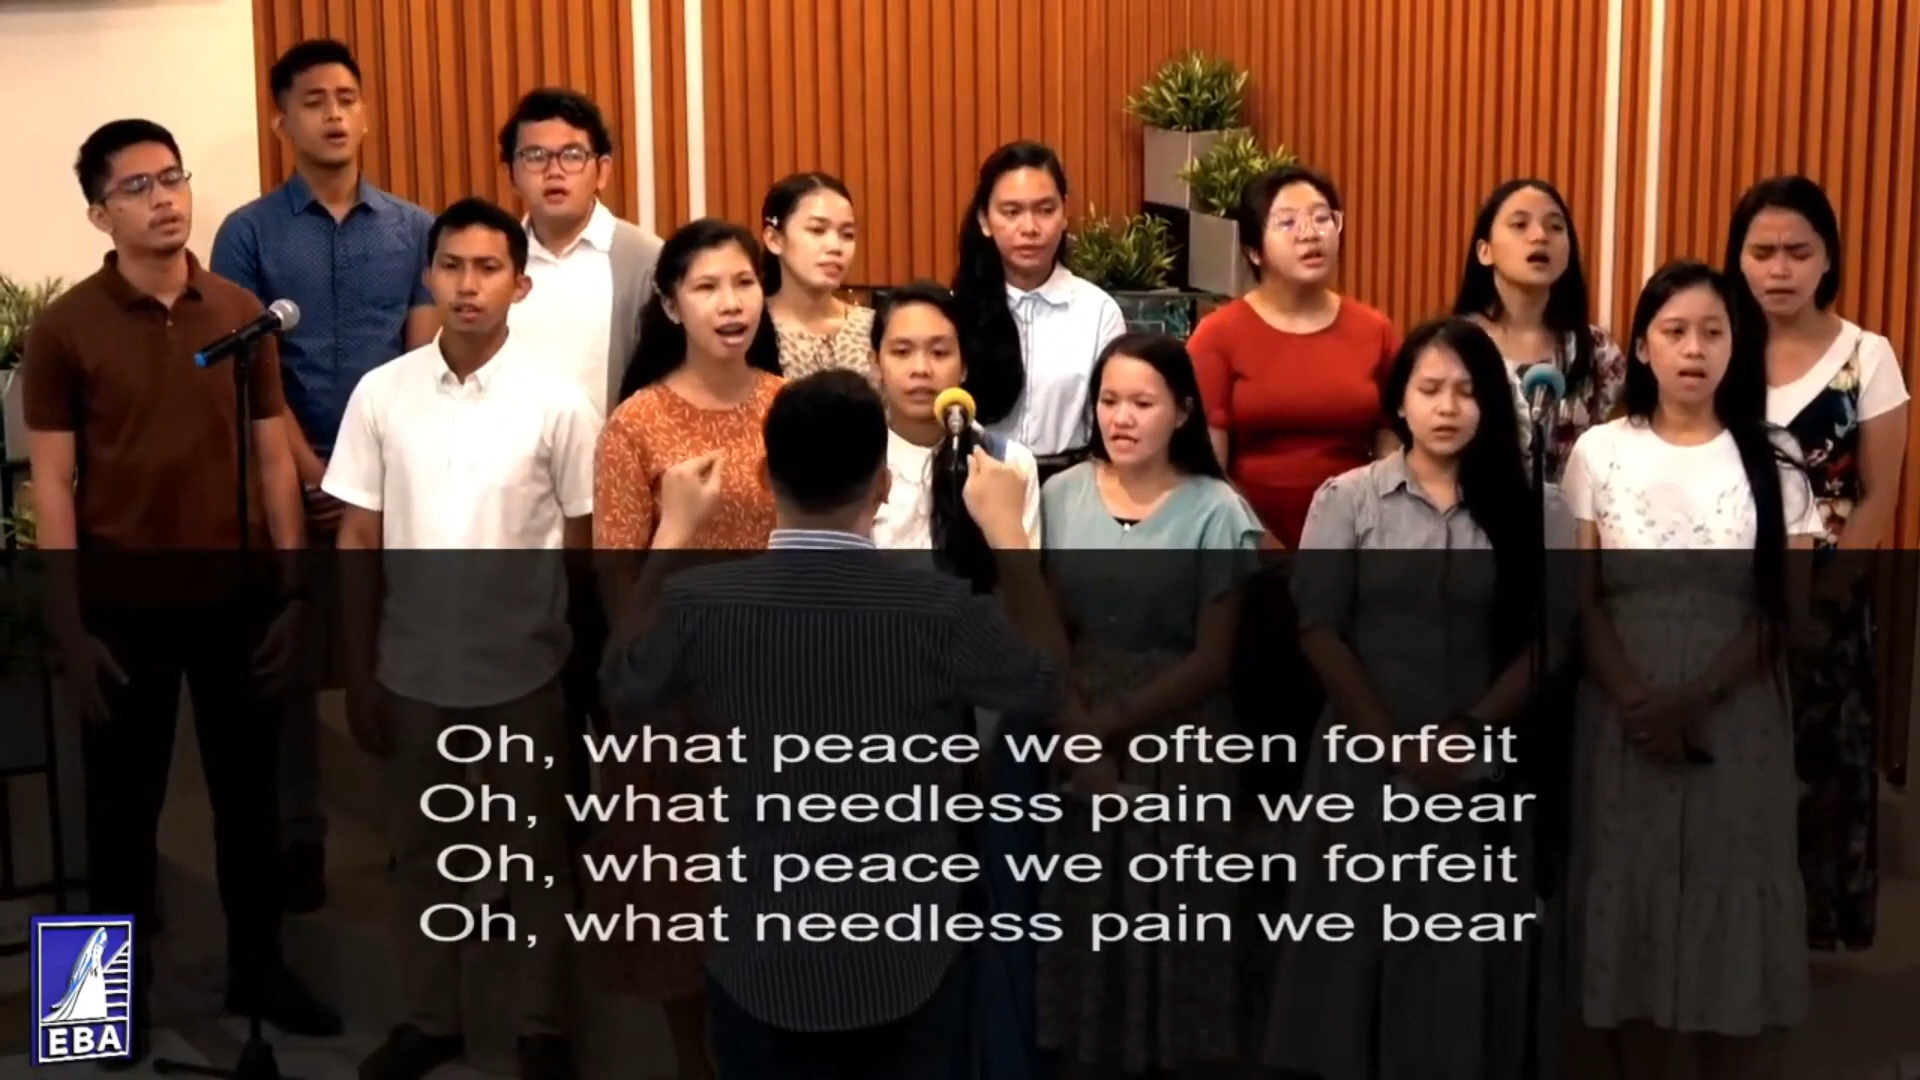 Oh, what peace we often forfeit
Oh, what needless pain we bear
Oh, what peace we often forfeit
Oh, what needless pain we bear
EBA